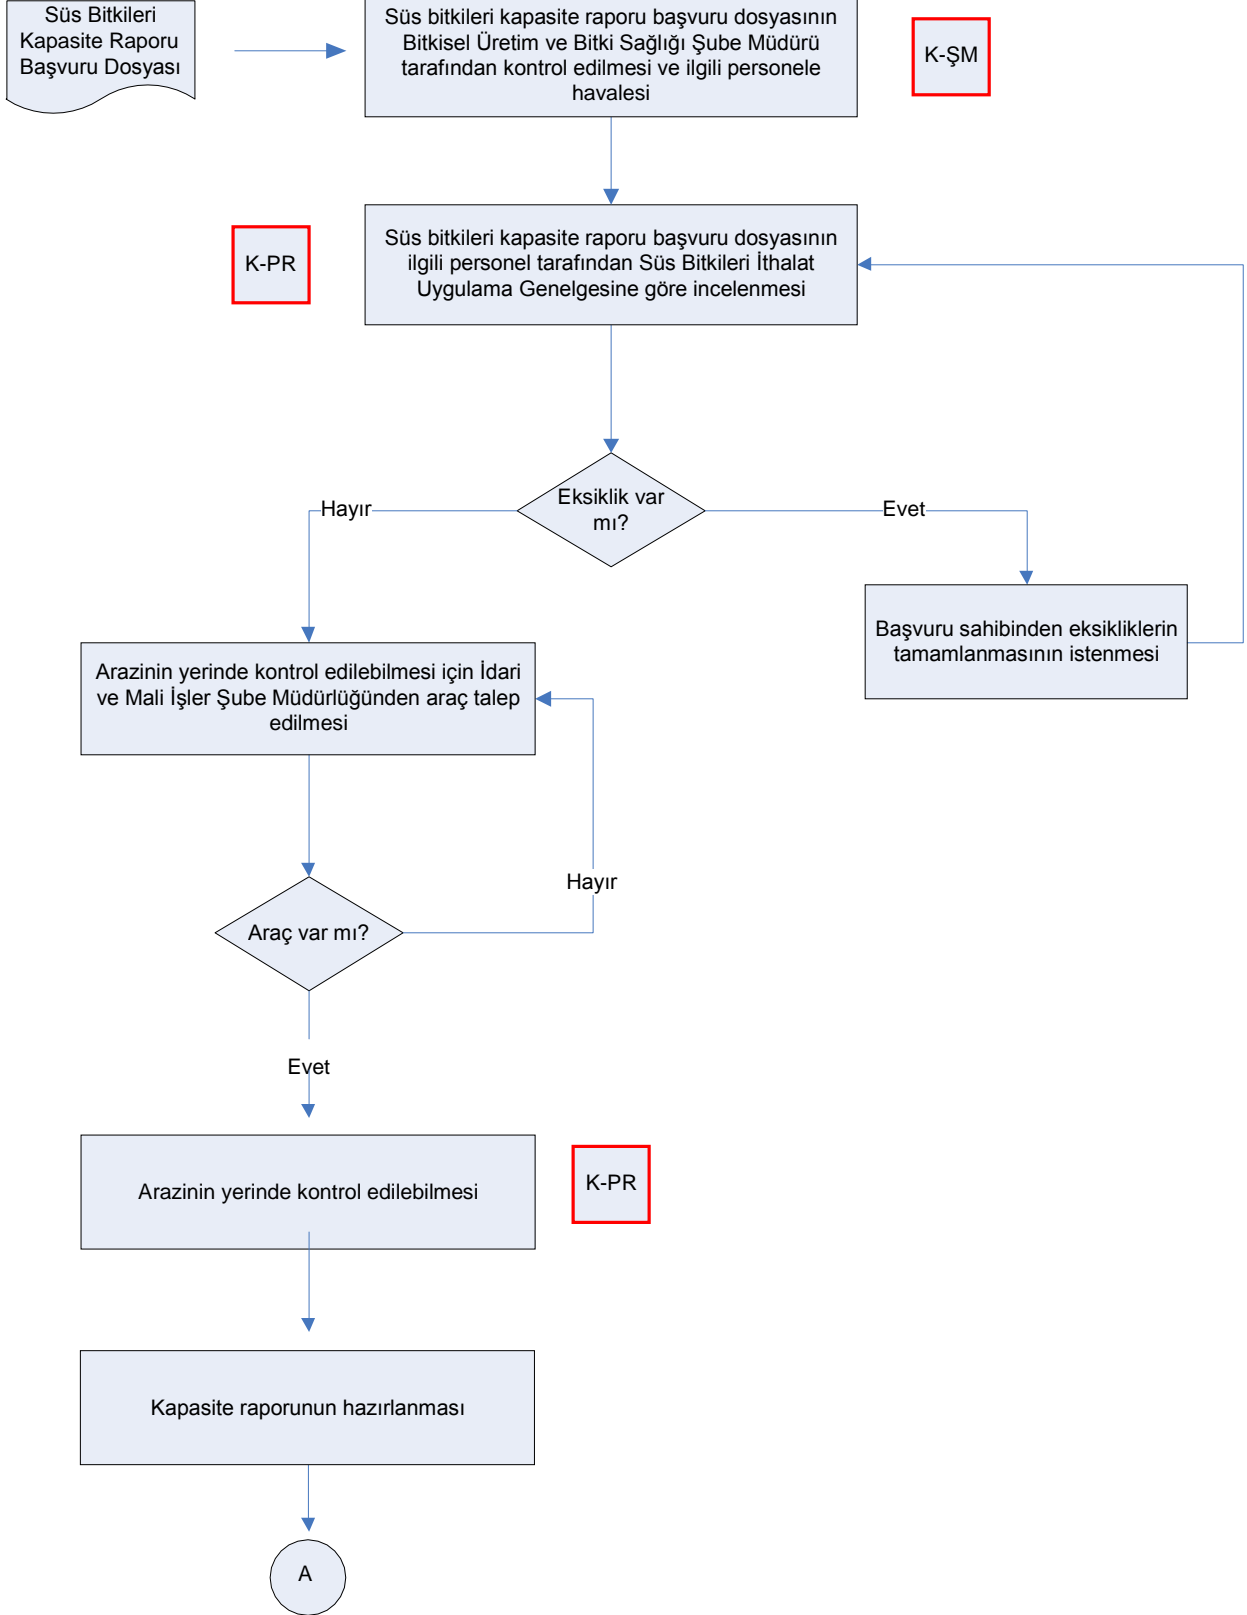 Süs Bitkileri
Kapasite Raporu
Başvuru Dosyası
Süs bitkileri kapasite raporu başvuru dosyasının
Bitkisel Üretim ve Bitki Sağlığı Şube Müdürü
tarafından kontrol edilmesi ve ilgili personele
havalesi
K-ŞM
K-PR
Süs bitkileri kapasite raporu başvuru dosyasının
ilgili personel tarafından Süs Bitkileri İthalat
Uygulama Genelgesine göre incelenmesi
Eksiklik var
mı?
Hayır
Evet
Başvuru sahibinden eksikliklerin
tamamlanmasının istenmesi
Arazinin yerinde kontrol edilebilmesi için İdari
ve Mali İşler Şube Müdürlüğünden araç talep
edilmesi
Hayır
Araç var mı?
Evet
Arazinin yerinde kontrol edilebilmesi
K-PR
Kapasite raporunun hazırlanması
A